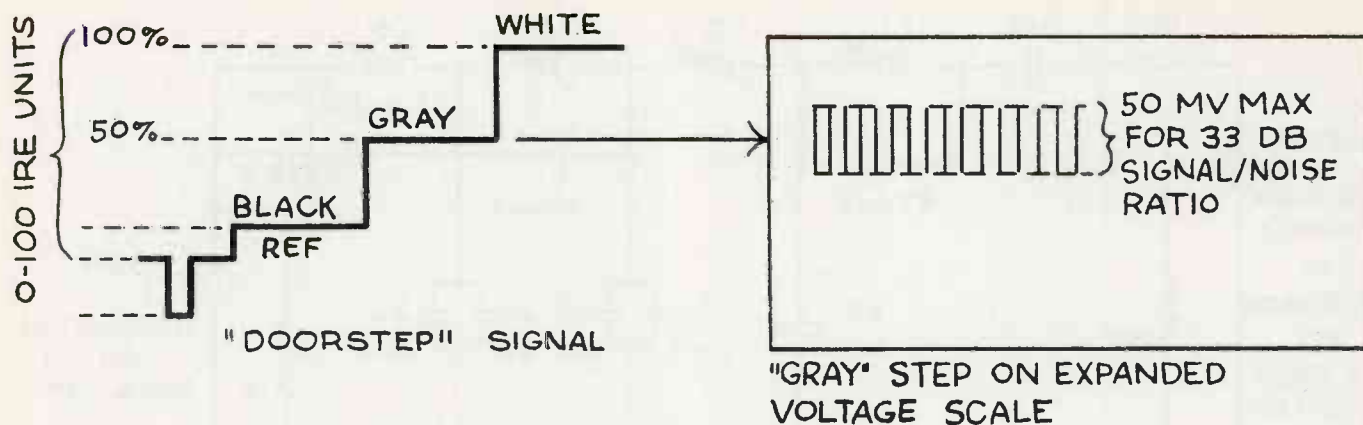 0-100 IRE UNITS
100%
WHITE
50%
GRAY
BLACK
REF
"DOORSTEP" SIGNAL
50 MV MAX
FOR 33 DB
SIGNAL/NOISE
RATIO
"GRAY" STEP ON EXPANDED
VOLTAGE SCALE